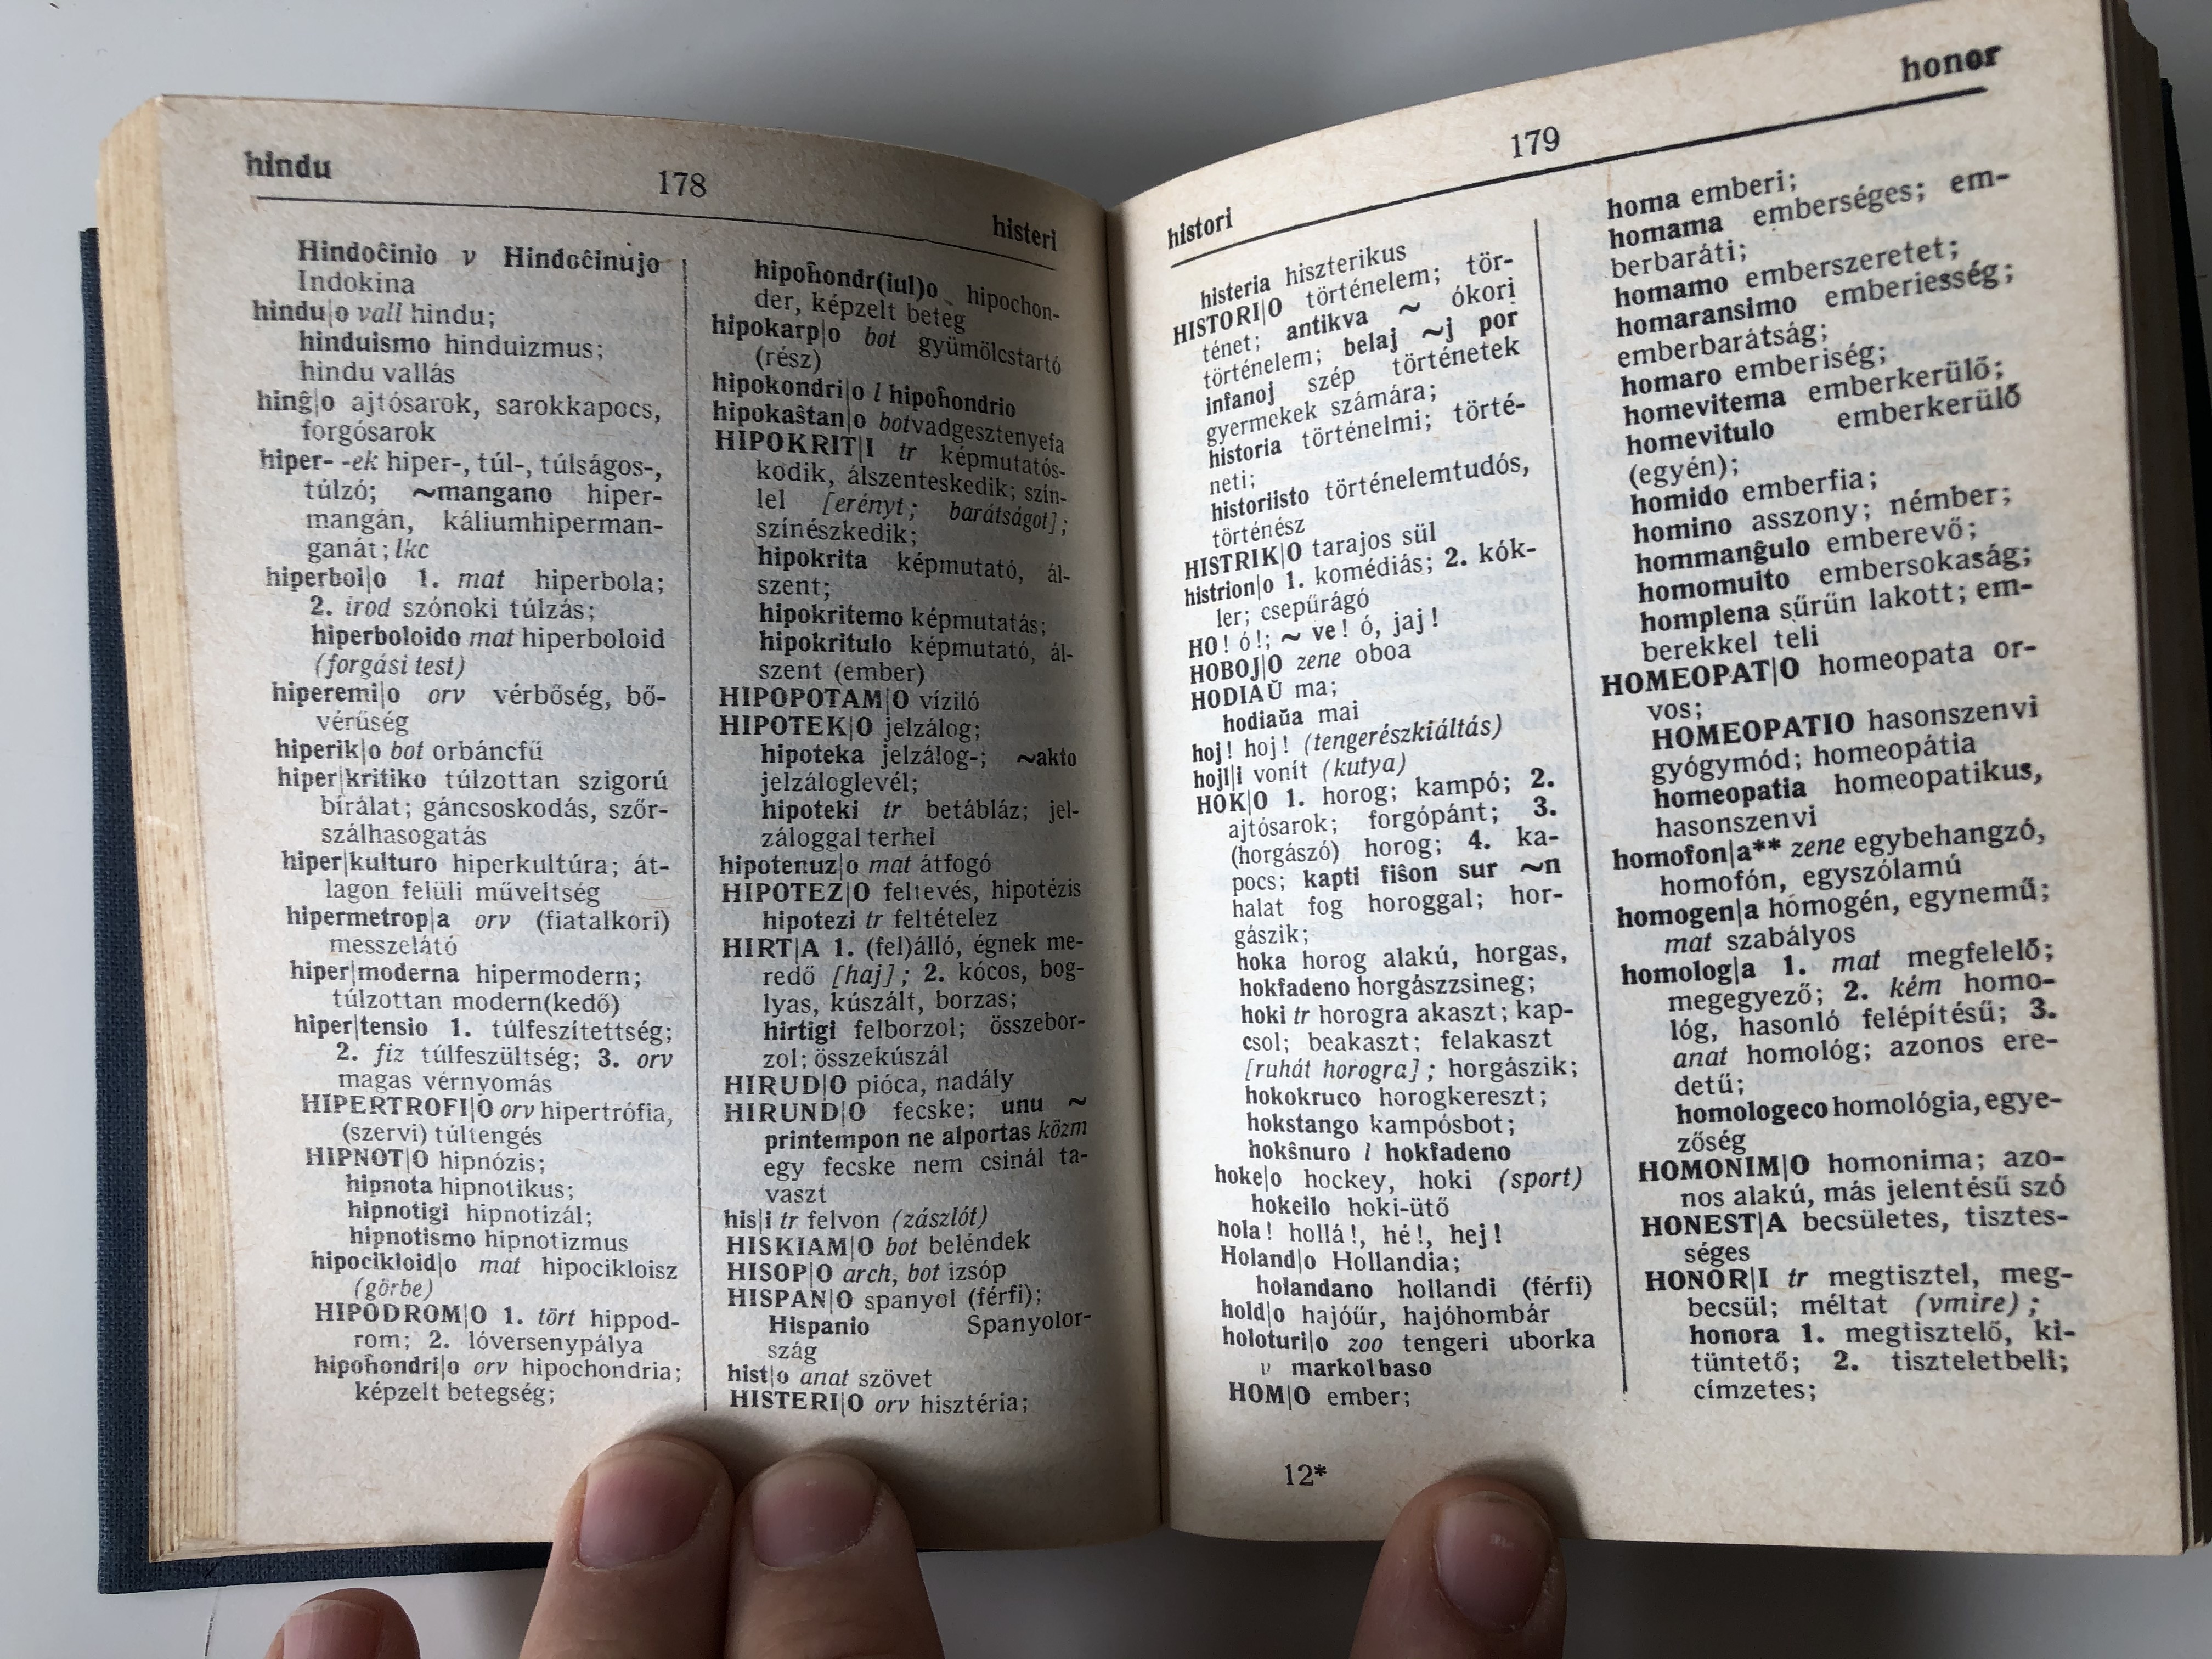 hindu
178
histeri
Hindoĉinio v Hindoĉinujo
Indokina
hindu|o vall hindu;
hinduismo hinduizmus;
hindu vallás
hinĝ|o ajtósarok, sarokkapocs,
forgósarok
hiper- -ek hiper-, túl-, túlságos-,
túlzó; ~mangano hiper-
mangán, káliumhiperman-
ganát; lkc
hiperbol|o 1. mat hiperbola;
2. irod szónoki túlzás;
hiperboloido mat hiperboloid
(forgási test)
hiperemi|o orv vérbőség, bő-
vérűség
hiperik|o bot orbáncfű
hiper|kritiko túlzottan szigorú
bírálat; gáncsoskodás, szőr-
szálhasogatás
hiper|kulturo hiperkultúra; át-
lagon felüli műveltség
hipermetrop|a orv (fiatalkori)
messzelátó
hiper|moderna hipermodern;
túlzottan modern(kedő)
hiper|tensio 1. túlfeszítettség;
2. fiz túlfeszültség; 3. orv
magas vérnyomás
HIPERTROFI|O orv hipertrófia,
(szervi) túltengés
HIPNOT|O hipnózis;
hipnota hipnotikus;
hipnotigi hipnotizál;
hipnotismo hipnotizmus
hipocikloid|o mat hipocikloisz
(görbe)
HIPODROM|O 1. tört hippod-
rom; 2. lóversenypálya
hipoĥondri|o orv hipochondria;
képzelt betegség;
hipoĥondr(iul)o hipochon-
der, képzelt beteg
hipokarp|o bot gyümölcstartó
(rész)
hipokondri|o l hipoĥondrio
hipokaŝtan|o bot vadgesztenyefa
HIPOKRIT|I tr képmutatós-
kodik, álszenteskedik; szín-
lel [erényt; barátságot];
színészkedik;
hipokrita képmutató, ál-
szent;
hipokritemo képmutatás;
hipokritulo képmutató, ál-
szent (ember)
HIPOPOTAM|O víziló
HIPOTEK|O jelzálog;
hipoteka jelzálog-; ~akto
jelzáloglevél;
hipoteki tr betábláz; jel-
záloggal terhel
hipotenuz|o mat átfogó
HIPOTEZ|O feltevés, hipotézis
hipotezi tr feltételez
HIRT|A 1. (fel)álló, égnek me-
redő [haj]; 2. kócos, bog-
lyas, kúszált, borzas;
hirtigi felborzol; összebor-
zol; összekúszál
HIRUD|O pióca, nadály
HIRUND|O fecske; unu ~
printempon ne alportas közm
egy fecske nem csinál ta-
vaszt
his|i tr felvon (zászlót)
HISKIAM|O bot beléndek
HISOP|O arch, bot izsóp
HISPAN|O spanyol (férfi);
Hispanio Spanyolor-
szág
hist|o anat szövet
HISTERI|O orv hisztéria;
histori
179
honor
histeria hiszterikus
HISTORI|O történelem; tör-
ténet; antikva ~ ókori
történelem; belaj ~j por
infanoj szép történetek
gyermekek számára;
historia történelmi; törté-
neti;
historiisto történelemtudós,
történész
HISTRIK|O tarajos sül
histrion|o 1. komédiás; 2. kók-
ler; csepűrágó
HO! ó!; ~ ve! ó, jaj!
HOBOJ|O zene oboa
HODIAŬ ma;
hodiaŭa mai
hoj! hoj! (tengerészkiáltás)
hojl|i vonít (kutya)
HOK|O 1. horog; kampó; 2.
ajtósarok; forgópánt; 3.
(horgászó) horog; 4. ka-
pocs; kapti fiŝon sur ~n
halat fog horoggal; hor-
gászik;
hoka horog alakú, horgas,
hokfadeno horgászzsineg;
hoki tr horogra akaszt; kap-
csol; beakaszt; felakaszt
[ruhát horogra]; horgászik;
hokokruco horogkereszt;
hokstango kampósbot;
hokŝnuro l hokfadeno
hoke|o hockey, hoki (sport)
hokeilo hoki-ütő
hola! hollá!, hé!, hej!
Holand|o Hollandia;
holandano hollandi (férfi)
hold|o hajóűr, hajóhombár
holoturi|o zoo tengeri uborka
v markolbaso
HOM|O ember;
homa emberi;
homama emberséges; em-
berbaráti;
homamo emberszeretet;
homaransimo emberiesség;
emberbarátság;
homaro emberiség;
homevitema emberkerülő;
homevitulo emberkerülő
(egyén);
homido emberfia;
homino asszony; némber;
hommanĝulo emberevő;
homomulto embersokaság;
homplena sűrűn lakott; em-
berekkel teli
HOMEOPAT|O homeopata or-
vos;
HOMEOPATIO hasonszenvi
gyógymód; homeopátia
homeopatia homeopatikus,
hasonszenvi
homofon|a** zene egybehangzó,
homofón, egyszólamú
homogen|a homogén, egynemű;
mat szabályos
homolog|a 1. mat megfelelő;
megegyező; 2. kém homo-
lóg, hasonló felépítésű; 3.
anat homológ; azonos ere-
detű;
homologeco homológia, egye-
zőség
HOMONIM|O homonima; azo-
nos alakú, más jelentésű szó
HONEST|A becsületes, tisztes-
séges
HONOR|I tr megtisztel, meg-
becsül; méltat (vmire);
honora 1. megtisztelő, ki-
tüntető; 2. tiszteletbeli;
címzetes;
12*